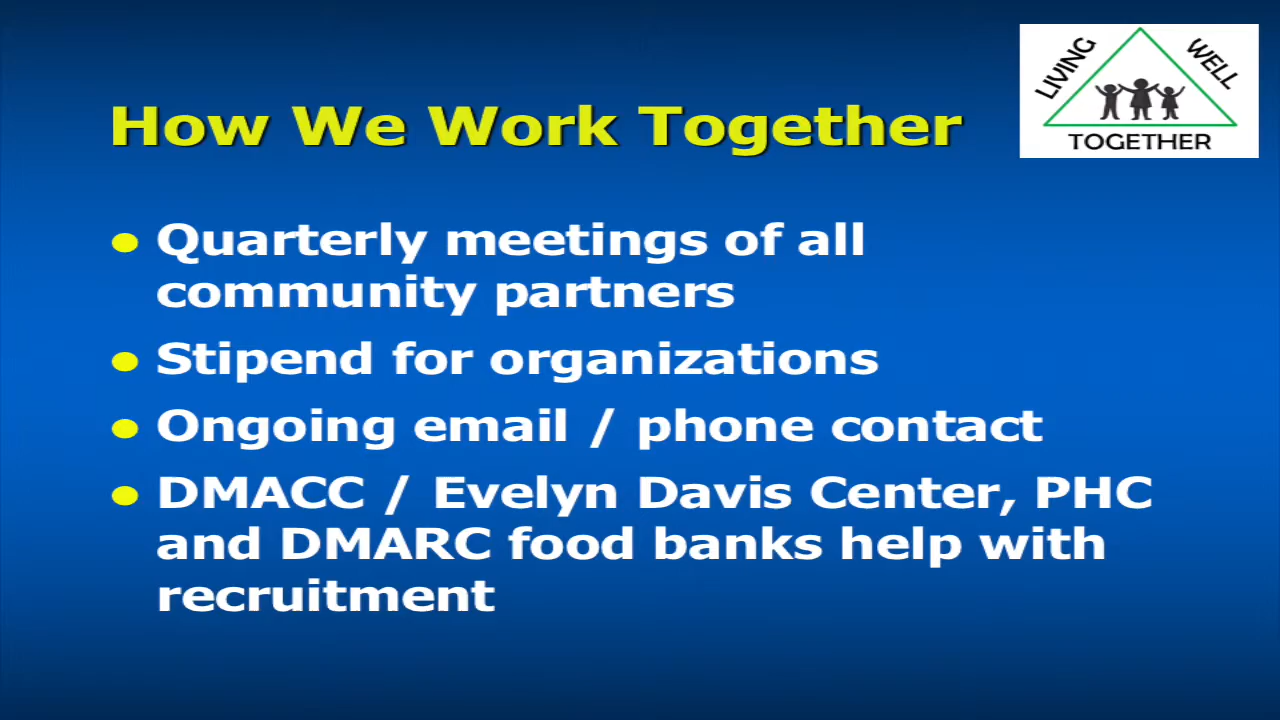 LIVING WELL
TOGETHER
How We Work Together
Quarterly meetings of all
community partners
Stipend for organizations
Ongoing email / phone contact
DMACC / Evelyn Davis Center, PHC
and DMARC food banks help with
recruitment